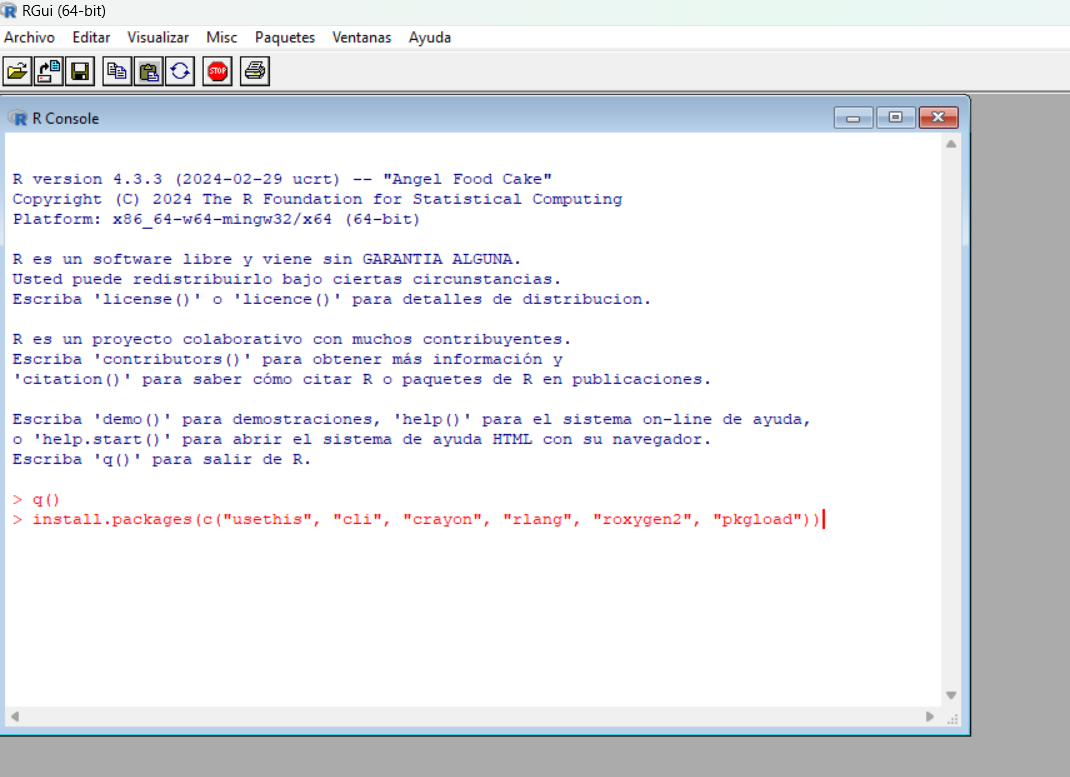 RGui (64-bit)
Archivo Editar Visualizar Misc Paquetes Ventanas Ayuda
STOP
R Console
R version 4.3.3 (2024-02-29 ucrt) -- "Angel Food Cake"
Copyright (C) 2024 The R Foundation for Statistical Computing
Platform: x86_64-w64-mingw32/x64 (64-bit)
R es un software libre y viene sin GARANTIA ALGUNA.
Usted puede redistribuirlo bajo ciertas circunstancias.
Escriba 'license()' o 'licence()' para detalles de distribucion.
R es un proyecto colaborativo con muchos contribuyentes.
Escriba 'contributors()' para obtener más información y
'citation()' para saber cómo citar R o paquetes de R en publicaciones.
Escriba 'demo()' para demostraciones, 'help()' para el sistema on-line de ayuda,
o 'help.start()' para abrir el sistema de ayuda HTML con su navegador.
Escriba 'q()' para salir de R.
> q()
> install.packages(c("usethis", "cli", "crayon", "rlang", "roxygen2", "pkgload"))